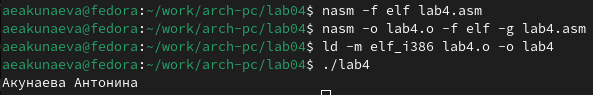 aeakunaeva@fedora:~/work/arch-pc/lab04$ nasm -f elf lab4.asm
aeakunaeva@fedora:~/work/arch-pc/lab04$ nasm -o lab4.o -f elf -g lab4.asm
aeakunaeva@fedora:~/work/arch-pc/lab04$ ld -m elf_i386 lab4.o -o lab4
aeakunaeva@fedora:~/work/arch-pc/lab04$ ./lab4
Акунаева Антонина